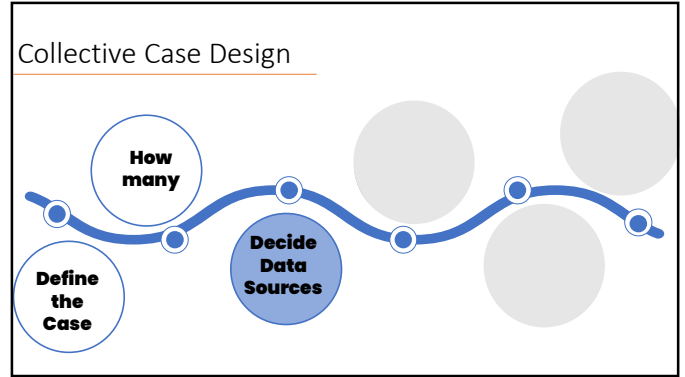 Collective Case Design
How
many
Decide
Data
Sources
Define
the
Case